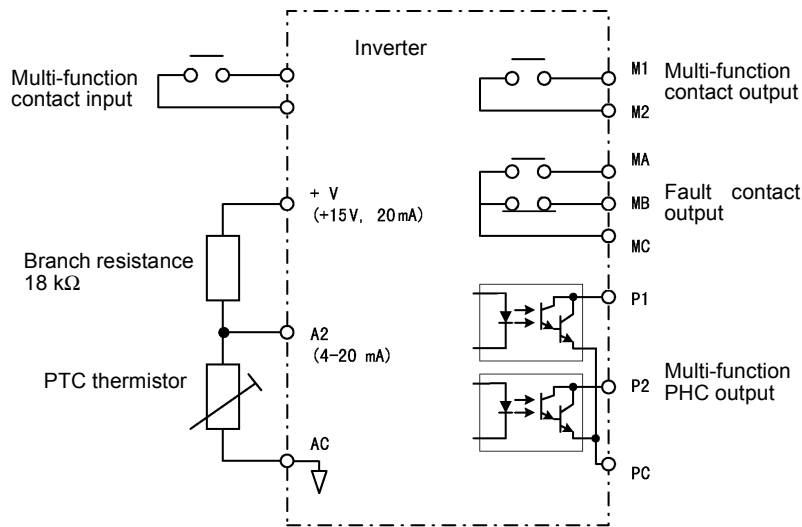 Inverter
Multi-function
contact input
M1
Multi-function
contact output
M2
MA
MB
Fault contact
output
MC
+ V
(+15V, 20mA)
Branch resistance
18 kΩ
A2
(4-20 mA)
PTC thermistor
AC
P1
P2
Multi-function
PHC output
PC